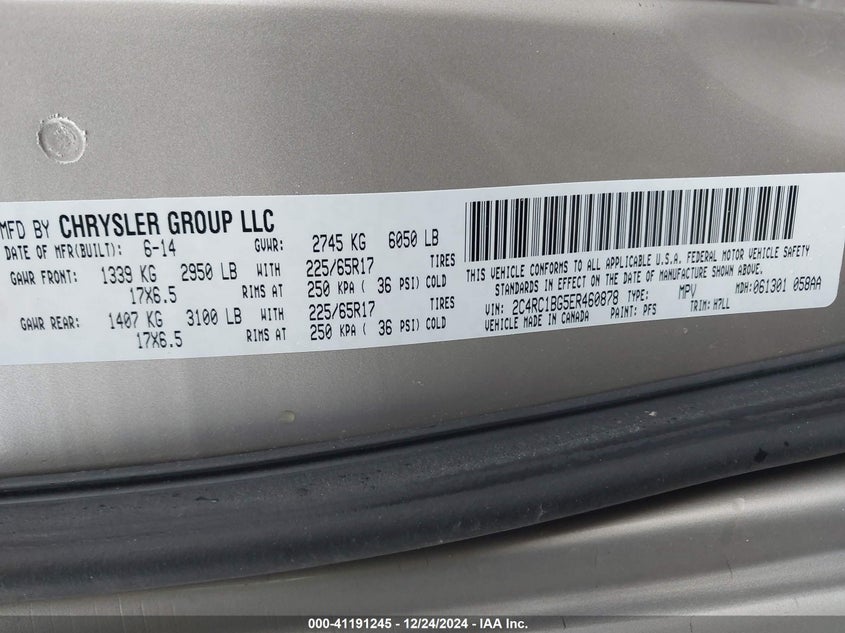 MFD BY CHRYSLER GROUP LLC
DATE OF MFR(BUILT): 6-14 GVWR: 2745 KG 6050 LB
GAWR FRONT: 1339 KG 2950 LB WITH 225/65R17 TIRES
17X6.5 RIMS AT 250 KPA ( 36 PSI) COLD
GAWR REAR: 1407 KG 3100 LB WITH 225/65R17 TIRES
17X6.5 RIMS AT 250 KPA ( 36 PSI) COLD
THIS VEHICLE CONFORMS TO ALL APPLICABLE U.S.A. FEDERAL MOTOR VEHICLE SAFETY
STANDARDS IN EFFECT ON THE DATE OF MANUFACTURE SHOWN ABOVE.
VIN: 2C4RC1BG5ER460878 TYPE: MPV MDH:061301 058AA
VEHICLE MADE IN CANADA PAINT: PFS TRIM: H7LL
000-41191245 - 12/24/2024 - IAA Inc.